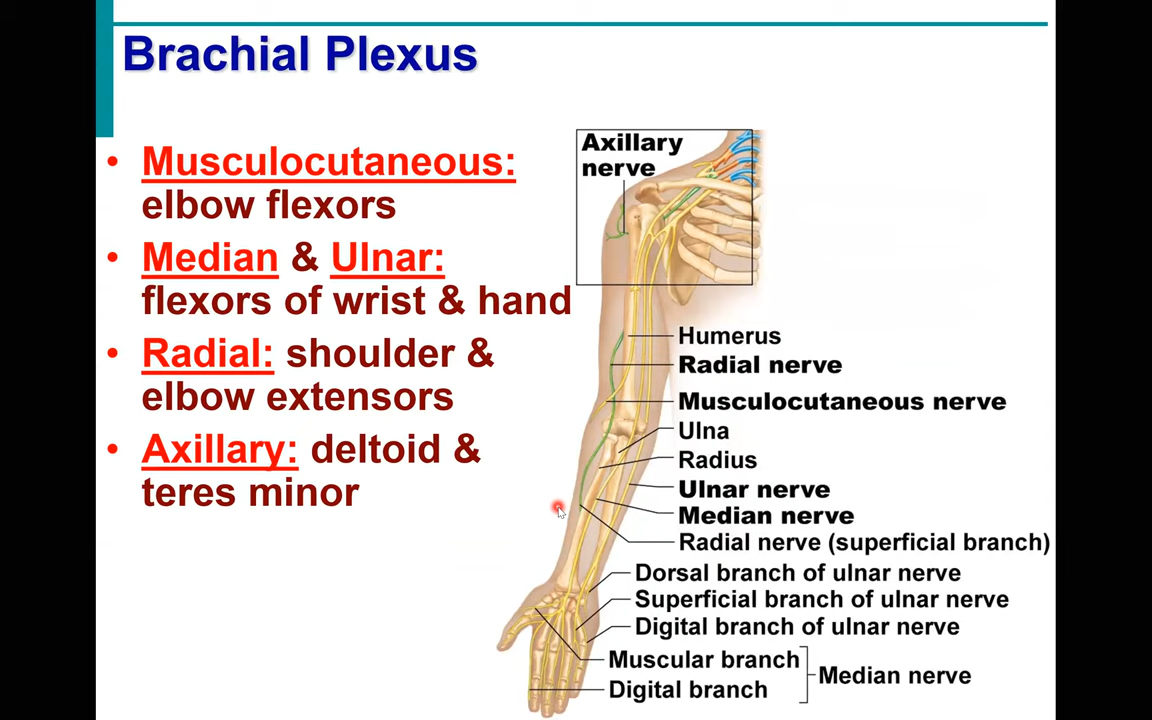 Brachial Plexus
• Musculocutaneous:
elbow flexors
• Median & Ulnar:
flexors of wrist & hand
• Radial: shoulder &
elbow extensors
• Axillary: deltoid &
teres minor
Axillary
nerve
Humerus
Radial nerve
Musculocutaneous nerve
Ulna
Radius
Ulnar nerve
Median nerve
Radial nerve (superficial branch)
Dorsal branch of ulnar nerve
Superficial branch of ulnar nerve
Digital branch of ulnar nerve
Muscular branch
Digital branch
Median nerve